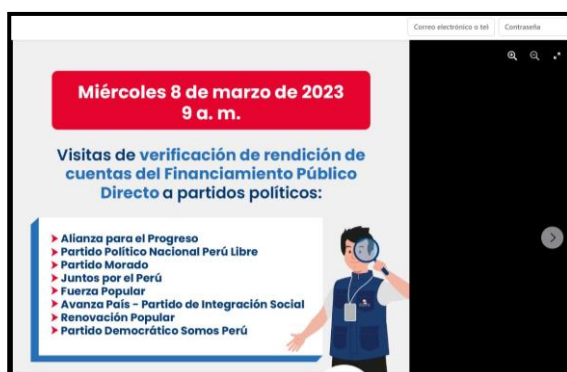 Correo electrónico o tel
Contraseña
Miércoles 8 de marzo de 2023
9 a. m.
Visitas de verificación de rendición de
cuentas del Financiamiento Público
Directo a partidos políticos:
Alianza para el Progreso
Partido Político Nacional Perú Libre
Partido Morado
Juntos por el Perú
Fuerza Popular
Avanza País - Partido de Integración Social
Renovación Popular
Partido Democrático Somos Perú